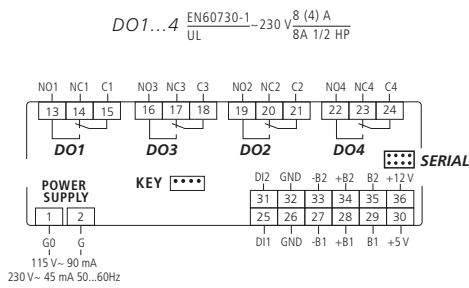 DO1...4 EN60730-1 ~230 V 8 (4) A
UL 8A 1/2 HP
NO1 NC1 C1 NO3 NC3 C3 NO2 NC2 C2 NO4 NC4 C4
13 14 15 16 17 18 19 20 21 22 23 24
DO1 DO3 DO2 DO4
SERIAL
KEY
DI2 GND -B2 +B2 B2 +12 V
POWER
SUPPLY
31 32 33 34 35 36
1 2 25 26 27 28 29 30
G0 G DI1 GND -B1 +B1 B1 +5 V
115 V~ 90 mA
230 V~ 45 mA 50...60Hz